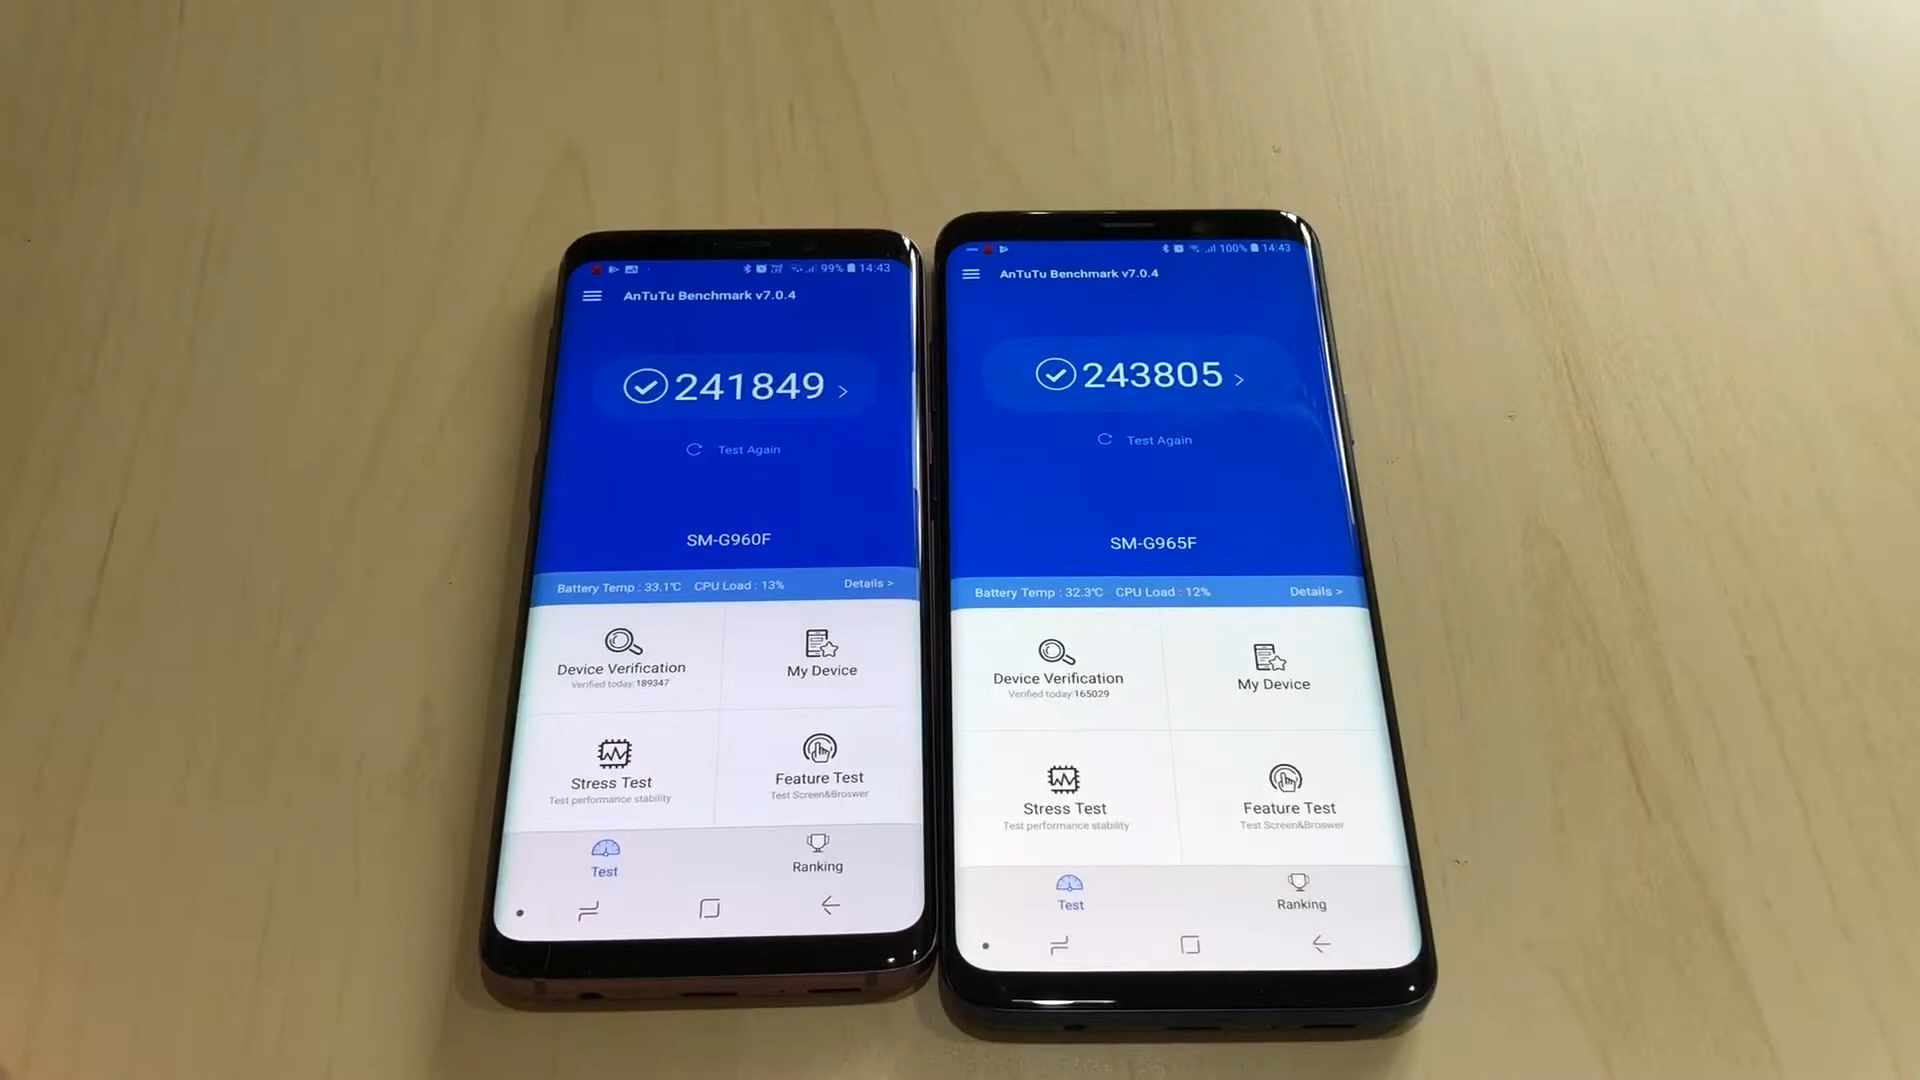 99% 14:43
AnTuTu Benchmark v7.0.4
241849 >
Test Again
SM-G960F
Battery Temp : 33.1℃ CPU Load : 13% Details >
Device Verification
Verified today:189347
My Device
Stress Test
Test performance stability
Feature Test
Test Screen&Broswer
Test
Ranking
100% 14:43
AnTuTu Benchmark v7.0.4
243805 >
Test Again
SM-G965F
Battery Temp : 32.3℃ CPU Load : 12% Details >
Device Verification
Verified today:165029
My Device
Stress Test
Test performance stability
Feature Test
Test Screen&Broswer
Test
Ranking